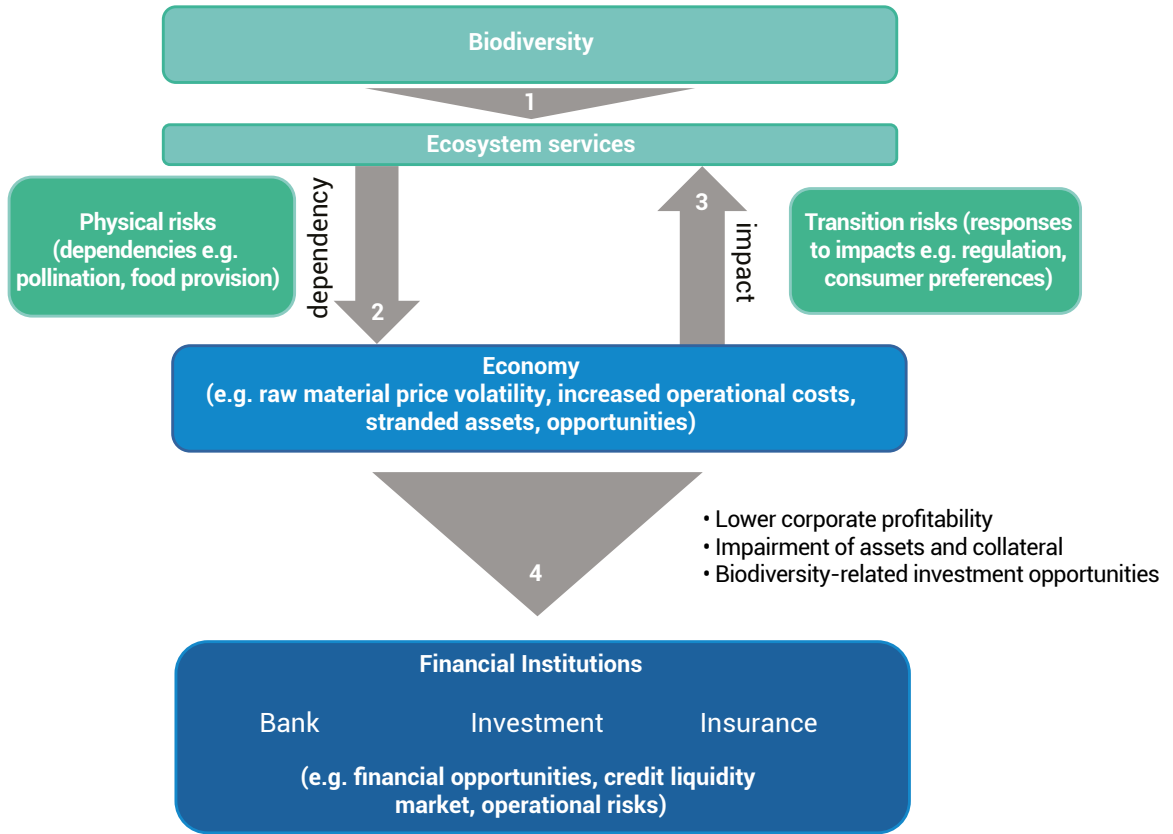 Biodiversity
1
Ecosystem services
Physical risks
(dependencies e.g.
pollination, food provision)
dependency
2
3
impact
Transition risks (responses
to impacts e.g. regulation,
consumer preferences)
Economy
(e.g. raw material price volatility, increased operational costs,
stranded assets, opportunities)
4
• Lower corporate profitability
• Impairment of assets and collateral
• Biodiversity-related investment opportunities
Financial Institutions
Bank Investment Insurance
(e.g. financial opportunities, credit liquidity
market, operational risks)